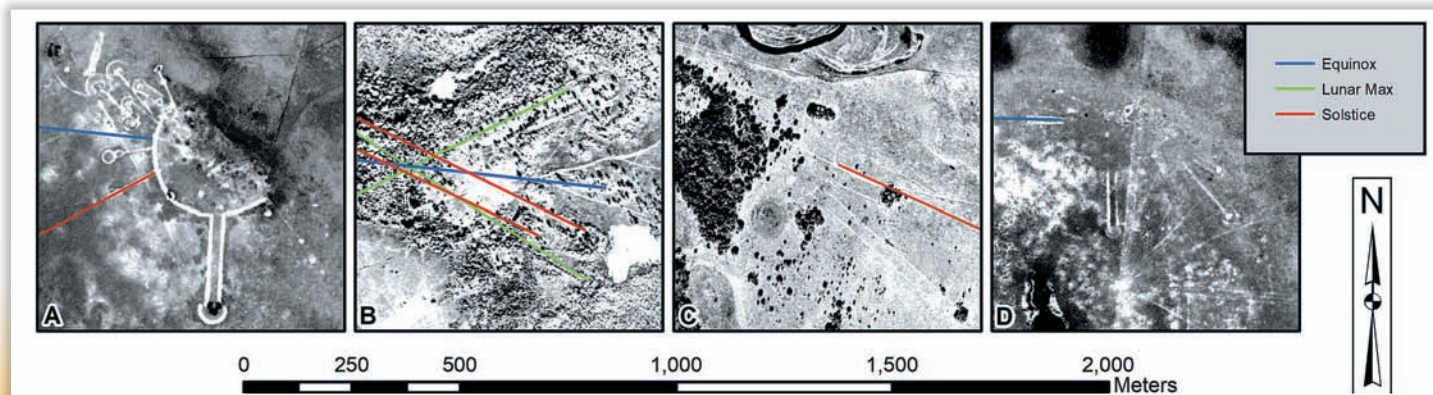 Equinox
Lunar Max
Solstice
A
B
C
D
N
0 250 500 1,000 1,500 2,000
Meters